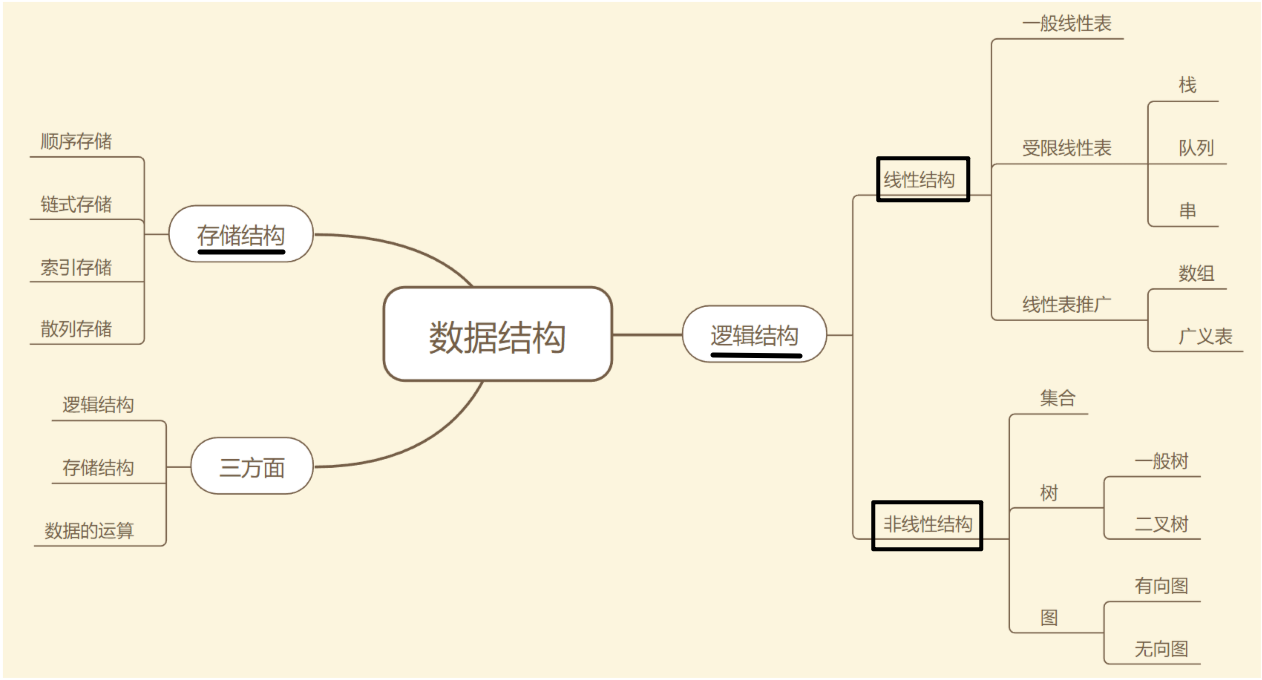 数据结构
存储结构
顺序存储
链式存储
索引存储
散列存储
三方面
逻辑结构
存储结构
数据的运算
逻辑结构
线性结构
一般线性表
受限线性表
栈
队列
串
线性表推广
数组
广义表
非线性结构
集合
树
一般树
二叉树
图
有向图
无向图